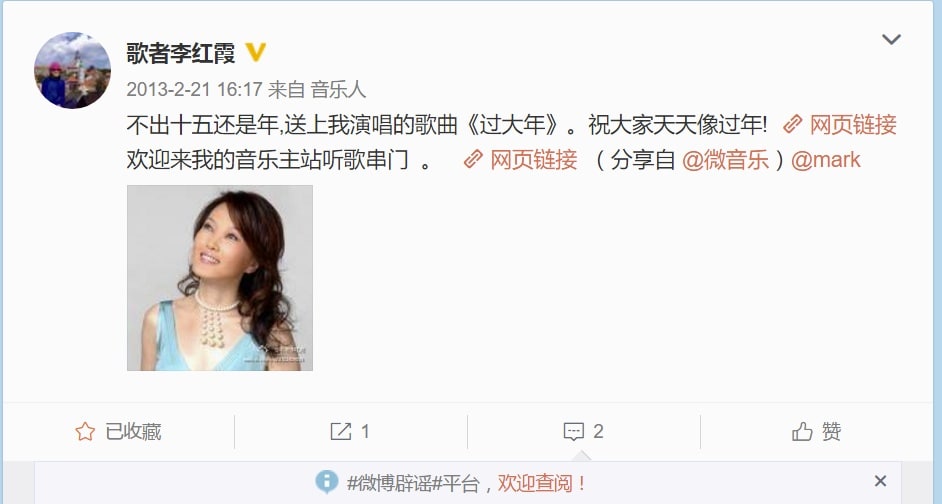 歌者李红霞
2013-2-21 16:17 来自 音乐人
不出十五还是年,送上我演唱的歌曲《过大年》。祝大家天天像过年! 网页链接
欢迎来我的音乐主站听歌串门 。 网页链接 （分享自 @微音乐）@mark
已收藏 1 2 赞
#微博辟谣#平台，欢迎查阅！